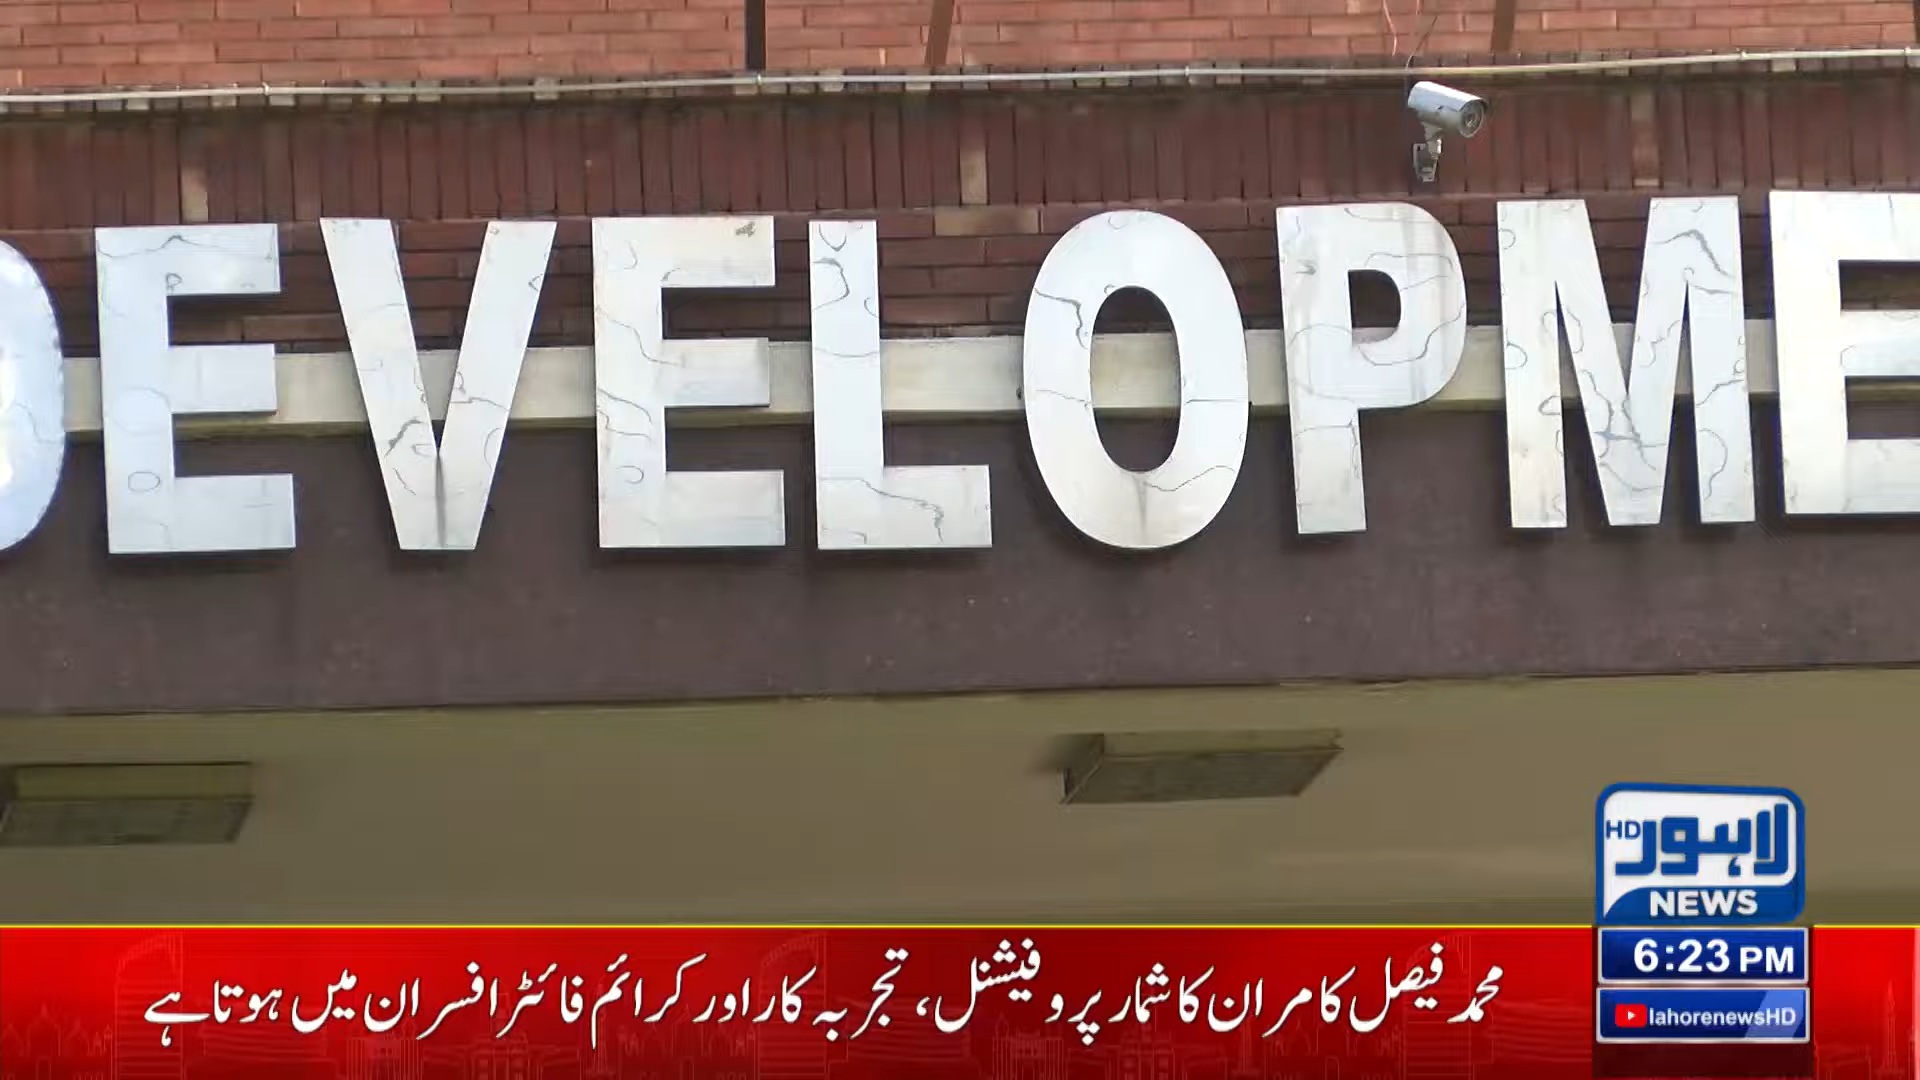 DEVELOPME
HD لاہور
NEWS
6:23 PM
lahorenewsHD
محمد فیصل کامران کا شمار پروفیشنل، تجربہ کار اور کرائم فائٹر افسران میں ہوتا ہے